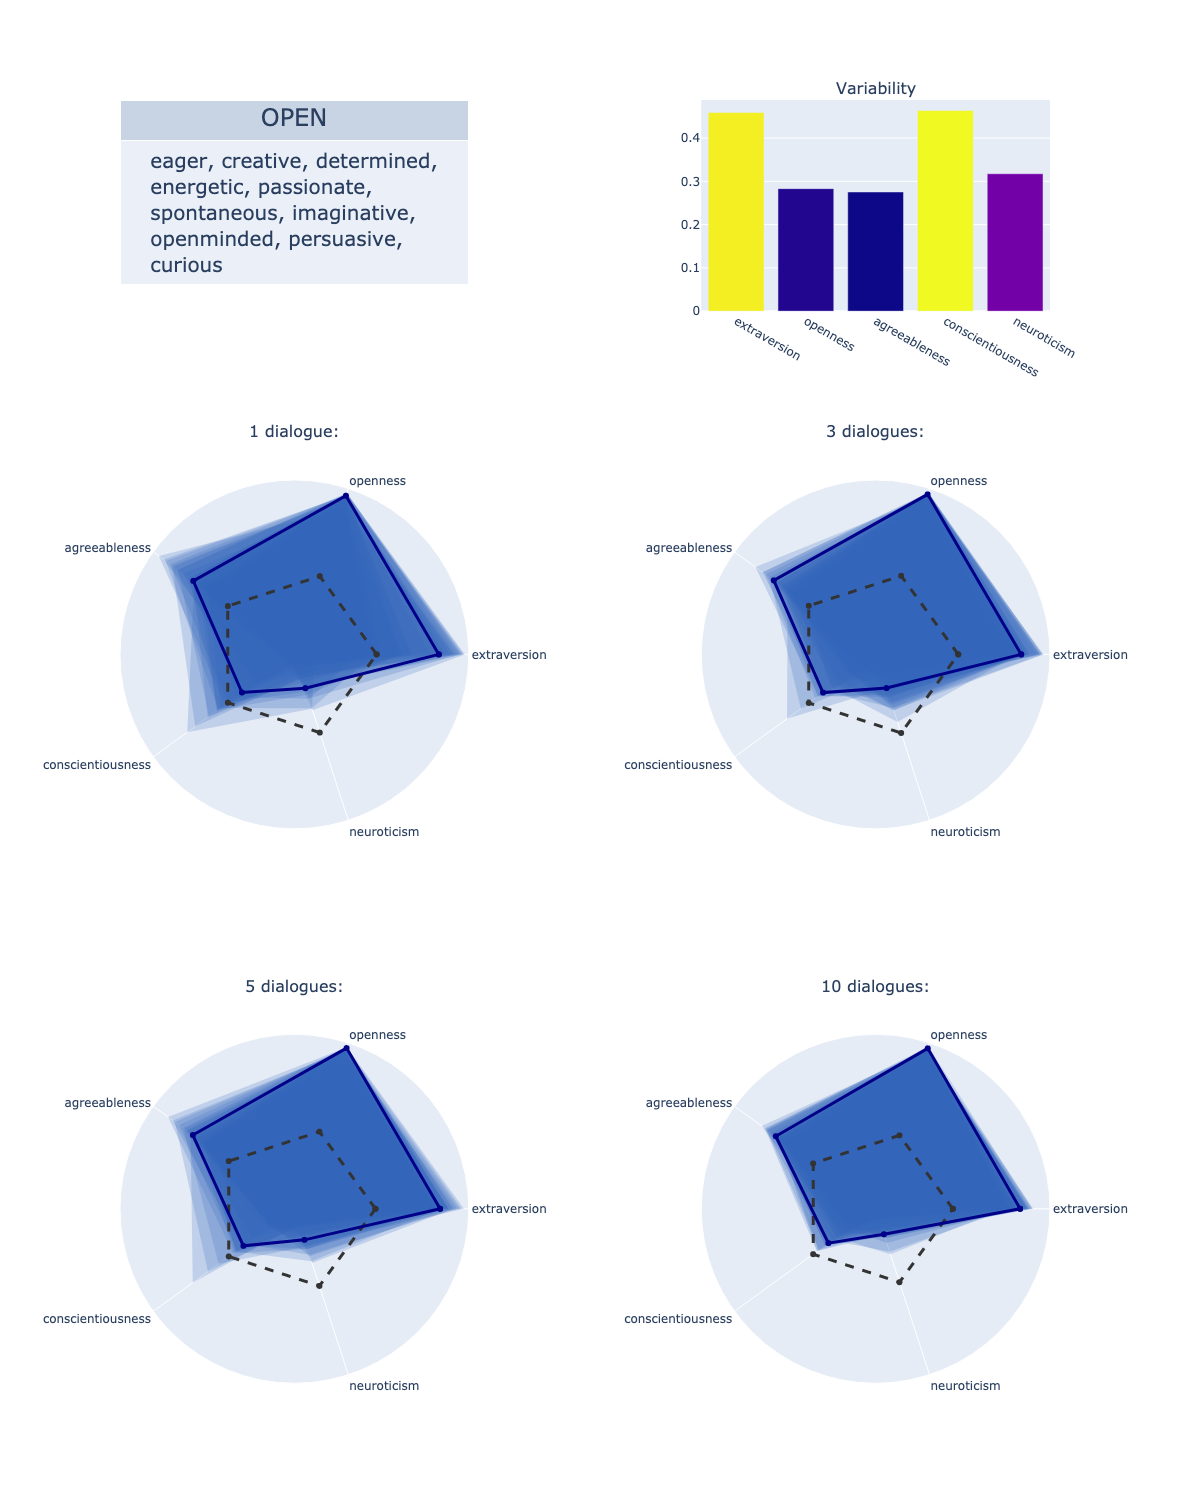 OPEN
eager, creative, determined,
energetic, passionate,
spontaneous, imaginative,
openminded, persuasive,
curious
Variability
0.4
0.3
0.2
0.1
0
extraversion
openness
agreeableness
conscientiousness
neuroticism
1 dialogue:
openness
agreeableness
extraversion
conscientiousness
neuroticism
3 dialogues:
openness
agreeableness
extraversion
conscientiousness
neuroticism
5 dialogues:
openness
agreeableness
extraversion
conscientiousness
neuroticism
10 dialogues:
openness
agreeableness
extraversion
conscientiousness
neuroticism